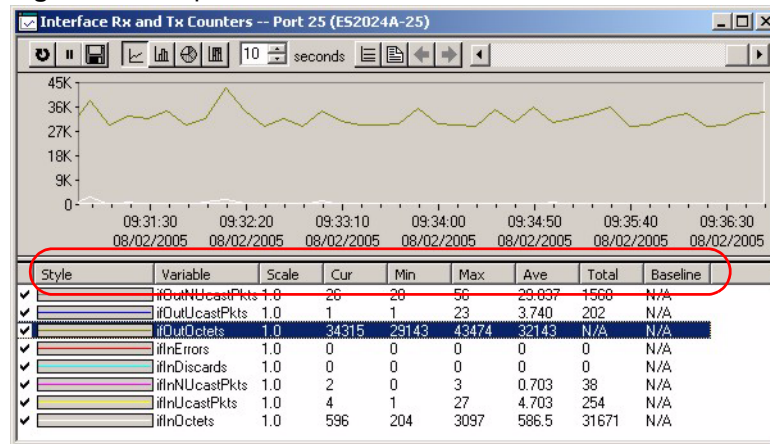 Interface Rx and Tx Counters -- Port 25 (ES2024A-25)
10 seconds
45K
36K
27K
18K
9K
0
09:31:30 09:32:20 09:33:10 09:34:00 09:34:50 09:35:40 09:36:30
08/02/2005 08/02/2005 08/02/2005 08/02/2005 08/02/2005 08/02/2005 08/02/2005
Style Variable Scale Cur Min Max Ave Total Baseline
ifOutNUcastPkts 1.0 26 20 56 29.037 1568 N/A
ifOutUcastPkts 1.0 1 1 23 3.740 202 N/A
ifOutOctets 1.0 34315 29143 43474 32143 N/A N/A
ifInErrors 1.0 0 0 0 0 0 N/A
ifInDiscards 1.0 0 0 0 0 0 N/A
ifInNUcastPkts 1.0 2 0 3 0.703 38 N/A
ifInUcastPkts 1.0 4 1 27 4.703 254 N/A
ifInOctets 1.0 596 204 3097 586.5 31671 N/A